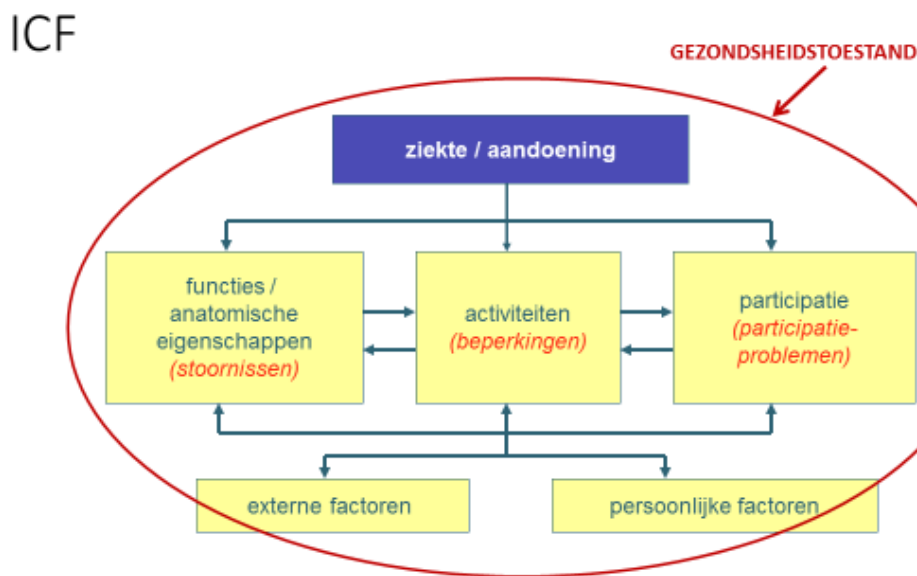 ICF
GEZONDSHEIDSTOESTAND
ziekte / aandoening
functies /
anatomische
eigenschappen
(stoornissen)
activiteiten
(beperkingen)
participatie
(participatie-
problemen)
externe factoren
persoonlijke factoren